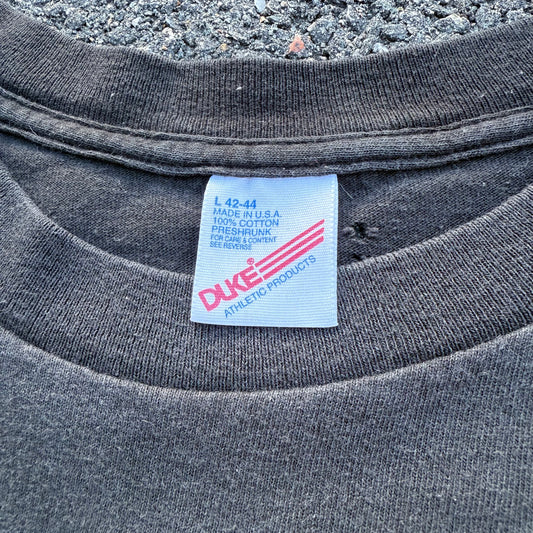 L 42-44
MADE IN U.S.A.
100% COTTON
PRESHRUNK
FOR CARE & CONTENT
SEE REVERSE
DUKE®
ATHLETIC PRODUCTS